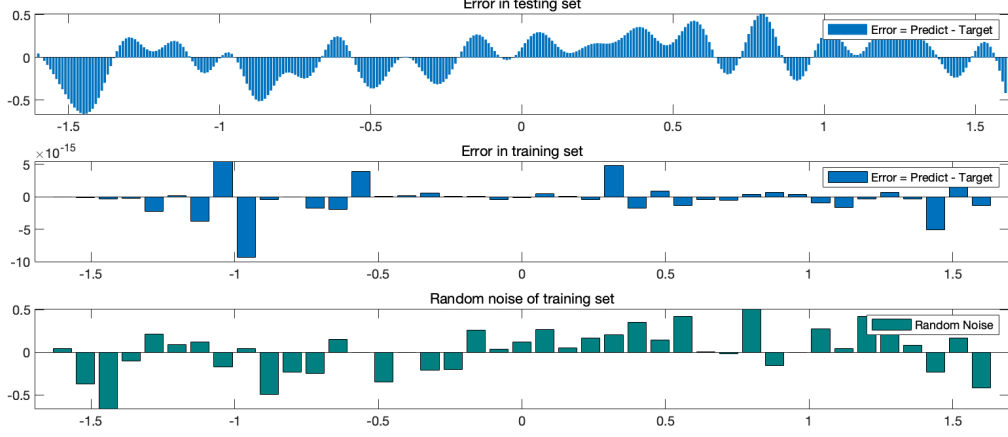 Error in testing set
0.5
0
-0.5
Error = Predict - Target
-1.5 -1 -0.5 0 0.5 1 1.5
×10-15
Error in training set
5
0
-5
-10
Error = Predict - Target
-1.5 -1 -0.5 0 0.5 1 1.5
Random noise of training set
0.5
0
-0.5
Random Noise
-1.5 -1 -0.5 0 0.5 1 1.5